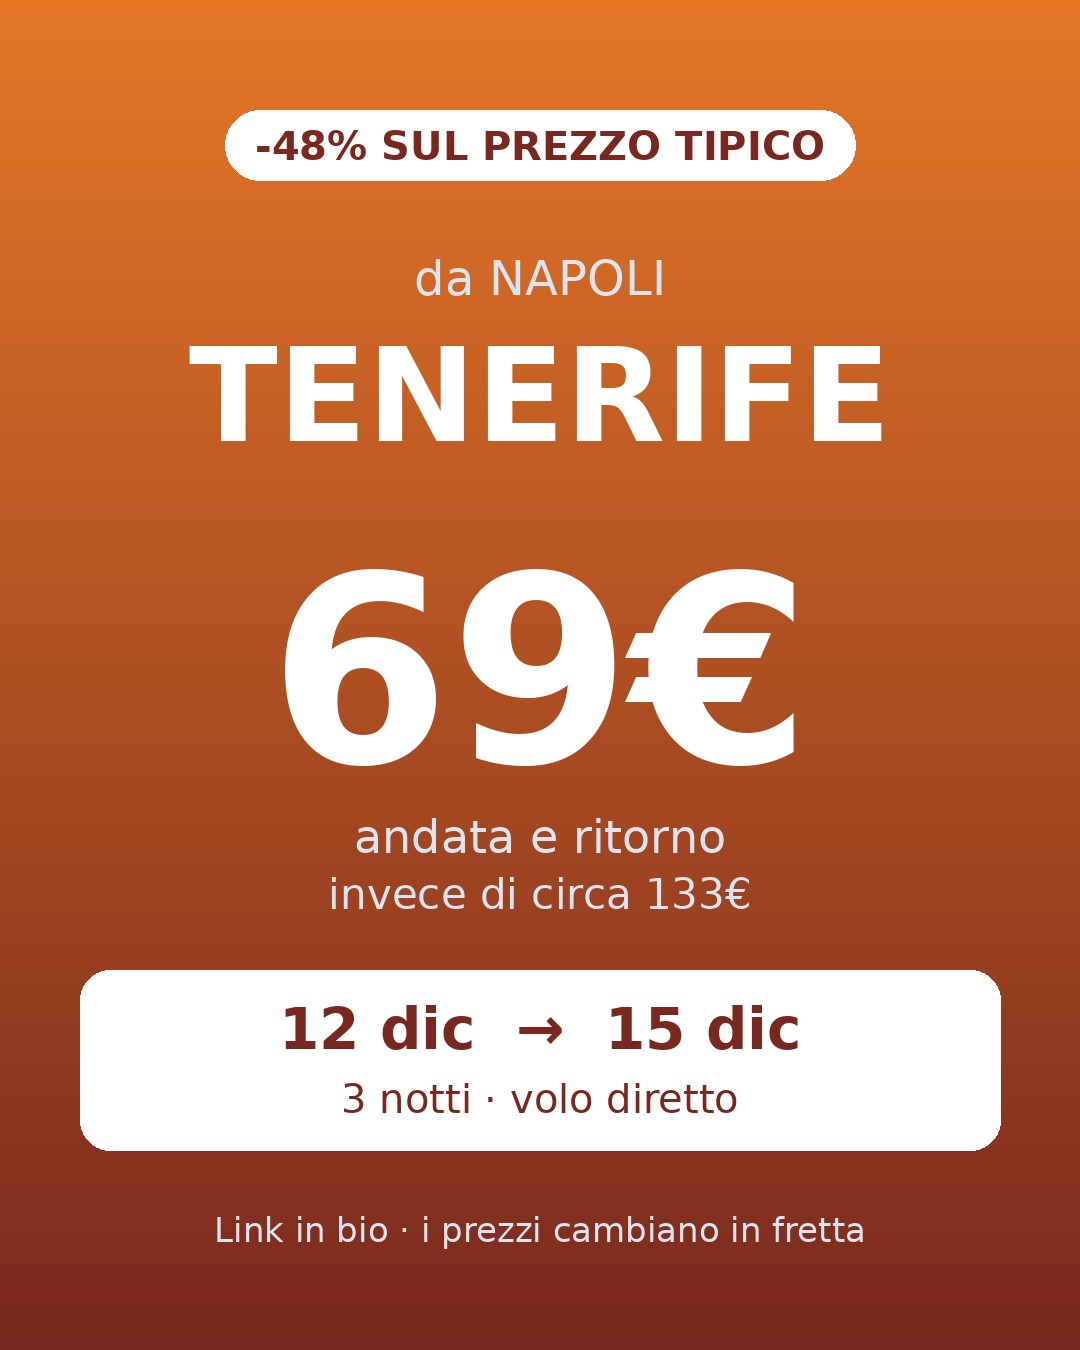 -48% SUL PREZZO TIPICO
da NAPOLI
TENERIFE
69€
andata e ritorno
invece di circa 133€
12 dic → 15 dic
3 notti · volo diretto
Link in bio · i prezzi cambiano in fretta